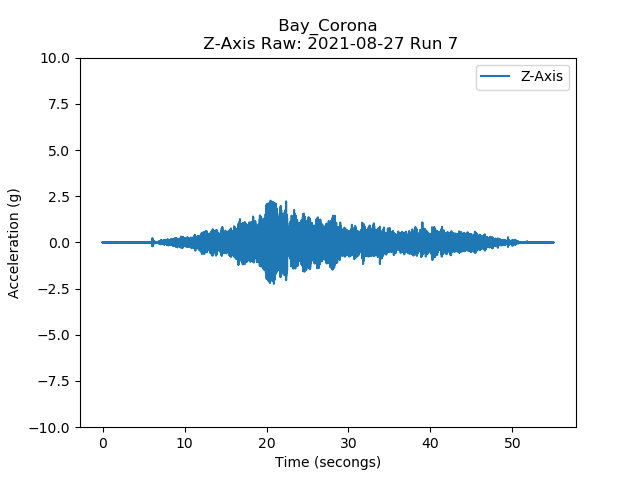 Bay_Corona
Z-Axis Raw: 2021-08-27 Run 7
Z-Axis
10.0
7.5
5.0
2.5
0.0
−2.5
−5.0
−7.5
−10.0
Acceleration (g)
0 10 20 30 40 50
Time (secongs)